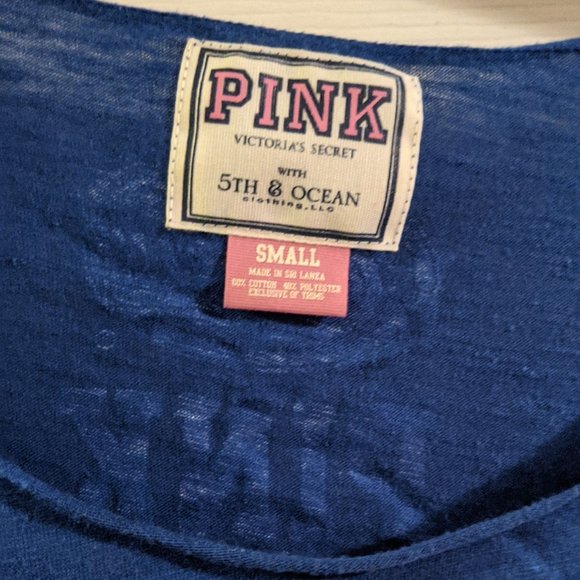 PINK
VICTORIA'S SECRET
WITH
5TH & OCEAN
clothing, LLC
SMALL
MADE IN SRI LANKA
60% COTTON 40% POLYESTER
EXCLUSIVE OF TRIMS